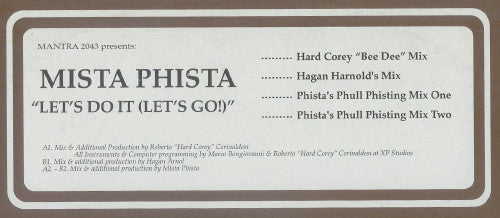 MANTRA 2043 presents:
MISTA PHISTA
"LET'S DO IT (LET'S GO!)"
.......... Hard Corey "Bee Dee" Mix
.......... Hagan Harnold's Mix
.......... Phista's Phull Phisting Mix One
.......... Phista's Phull Phisting Mix Two
A1. Mix & Additional Production by Roberto "Hard Corey" Corinaldesi
All Instruments & Computer programming by Marco Bongiovanni & Roberto "Hard Corey" Corinaldesi at XP Studios
B1. Mix & additional production by Hagan Arnol
A2. - B2. Mix & additional production by Mista Phista